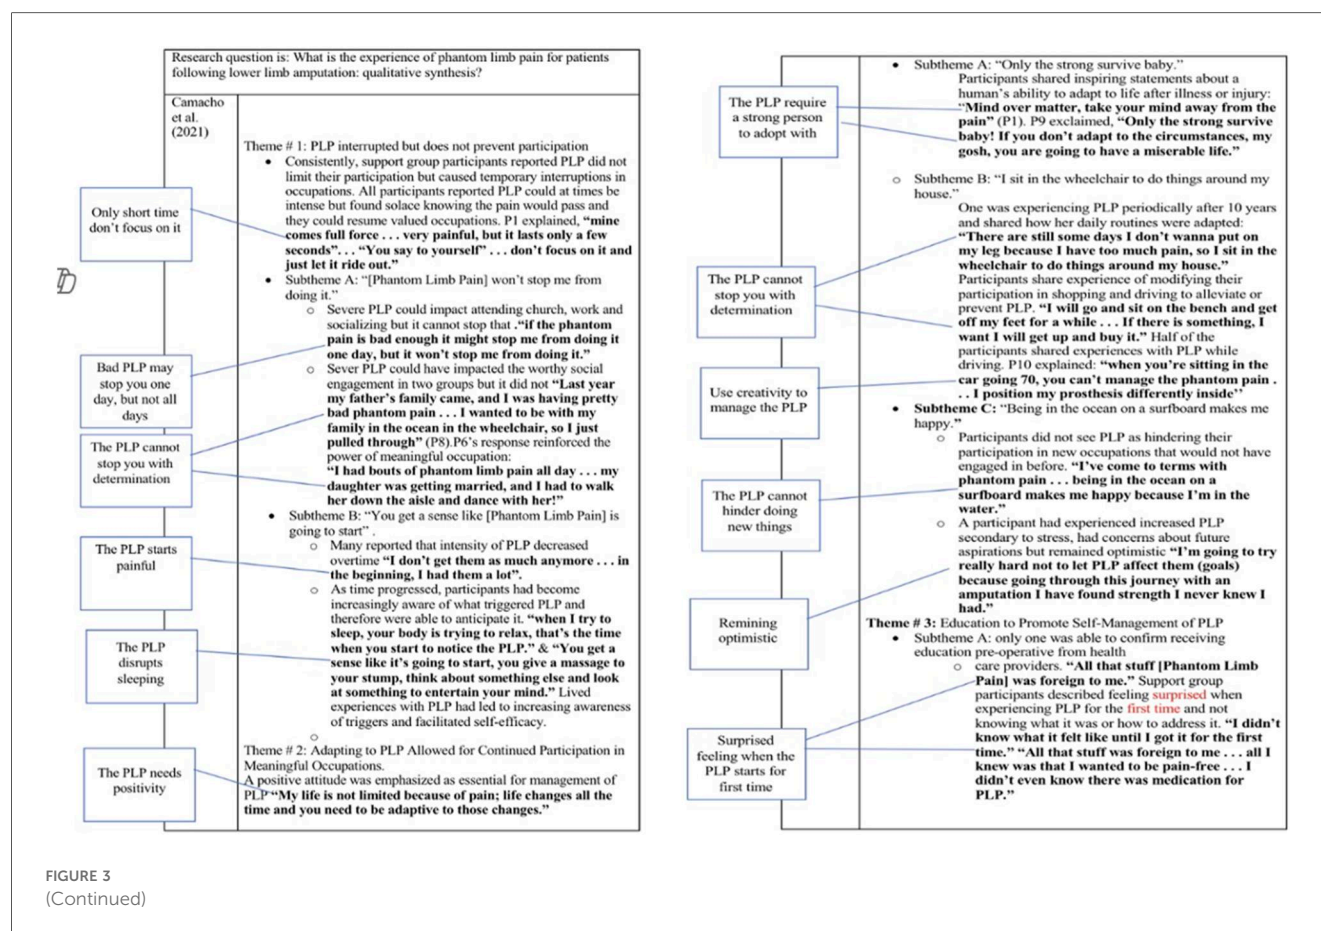 Research question is: What is the experience of phantom limb pain for patients
following lower limb amputation: qualitative synthesis?
Camacho
et al.
(2021)
Only short time
don't focus on it
Bad PLP may
stop you one
day, but not all
days
The PLP cannot
stop you with
determination
The PLP starts
painful
The PLP
disrupts
sleeping
The PLP needs
positivity
Theme # 1: PLP interrupted but does not prevent participation
• Consistently, support group participants reported PLP did not
limit their participation but caused temporary interruptions in
occupations. All participants reported PLP could at times be
intense but found solace knowing the pain would pass and
they could resume valued occupations. P1 explained, “mine
comes full force . . . very painful, but it lasts only a few
seconds”. . . “You say to yourself” . . . don't focus on it and
just let it ride out.”
• Subtheme A: “[Phantom Limb Pain] won't stop me from
doing it.”
o Severe PLP could impact attending church, work and
socializing but it cannot stop that .“if the phantom
pain is bad enough it might stop me from doing it
one day, but it won't stop me from doing it.”
o Sever PLP could have impacted the worthy social
engagement in two groups but it did not “Last year
my father's family came, and I was having pretty
bad phantom pain . . . I wanted to be with my
family in the ocean in the wheelchair, so I just
pulled through” (P8).P6's response reinforced the
power of meaningful occupation:
“I had bouts of phantom limb pain all day . . . my
daughter was getting married, and I had to walk
her down the aisle and dance with her!”
• Subtheme B: “You get a sense like [Phantom Limb Pain] is
going to start” .
o Many reported that intensity of PLP decreased
overtime “I don't get them as much anymore . . . in
the beginning, I had them a lot”.
o As time progressed, participants had become
increasingly aware of what triggered PLP and
therefore were able to anticipate it. “when I try to
sleep, your body is trying to relax, that's the time
when you start to notice the PLP.” & “You get a
sense like it's going to start, you give a massage to
your stump, think about something else and look
at something to entertain your mind.” Lived
experiences with PLP had led to increasing awareness
of triggers and facilitated self-efficacy.
o
Theme # 2: Adapting to PLP Allowed for Continued Participation in
Meaningful Occupations.
A positive attitude was emphasized as essential for management of
PLP “My life is not limited because of pain; life changes all the
time and you need to be adaptive to those changes.”
The PLP require
a strong person
to adopt with
The PLP cannot
stop you with
determination
Use creativity to
manage the PLP
The PLP cannot
hinder doing
new things
Remining
optimistic
Surprised
feeling when the
PLP starts for
first time
• Subtheme A: “Only the strong survive baby.”
Participants shared inspiring statements about a
human's ability to adapt to life after illness or injury:
“Mind over matter, take your mind away from the
pain” (P1). P9 exclaimed, “Only the strong survive
baby! If you don't adapt to the circumstances, my
gosh, you are going to have a miserable life.”
o Subtheme B: “I sit in the wheelchair to do things around my
house.”
One was experiencing PLP periodically after 10 years
and shared how her daily routines were adapted:
“There are still some days I don't wanna put on
my leg because I have too much pain, so I sit in the
wheelchair to do things around my house.”
Participants share experience of modifying their
participation in shopping and driving to alleviate or
prevent PLP. “I will go and sit on the bench and get
off my feet for a while . . . If there is something, I
want I will get up and buy it.” Half of the
participants shared experiences with PLP while
driving. P10 explained: “when you're sitting in the
car going 70, you can't manage the phantom pain .
. . I position my prosthesis differently inside”
• Subtheme C: “Being in the ocean on a surfboard makes me
happy.”
o Participants did not see PLP as hindering their
participation in new occupations that would not have
engaged in before. “I've come to terms with
phantom pain . . . being in the ocean on a
surfboard makes me happy because I'm in the
water.”
o A participant had experienced increased PLP
secondary to stress, had concerns about future
aspirations but remained optimistic “I'm going to try
really hard not to let PLP affect them (goals)
because going through this journey with an
amputation I have found strength I never knew I
had.”
Theme # 3: Education to Promote Self-Management of PLP
• Subtheme A: only one was able to confirm receiving
education pre-operative from health
o care providers. “All that stuff [Phantom Limb
Pain] was foreign to me.” Support group
participants described feeling surprised when
experiencing PLP for the first time and not
knowing what it was or how to address it. “I didn't
know what it felt like until I got it for the first
time.” “All that stuff was foreign to me . . . all I
knew was that I wanted to be pain-free . . . I
didn't even know there was medication for
PLP.”
FIGURE 3
(Continued)